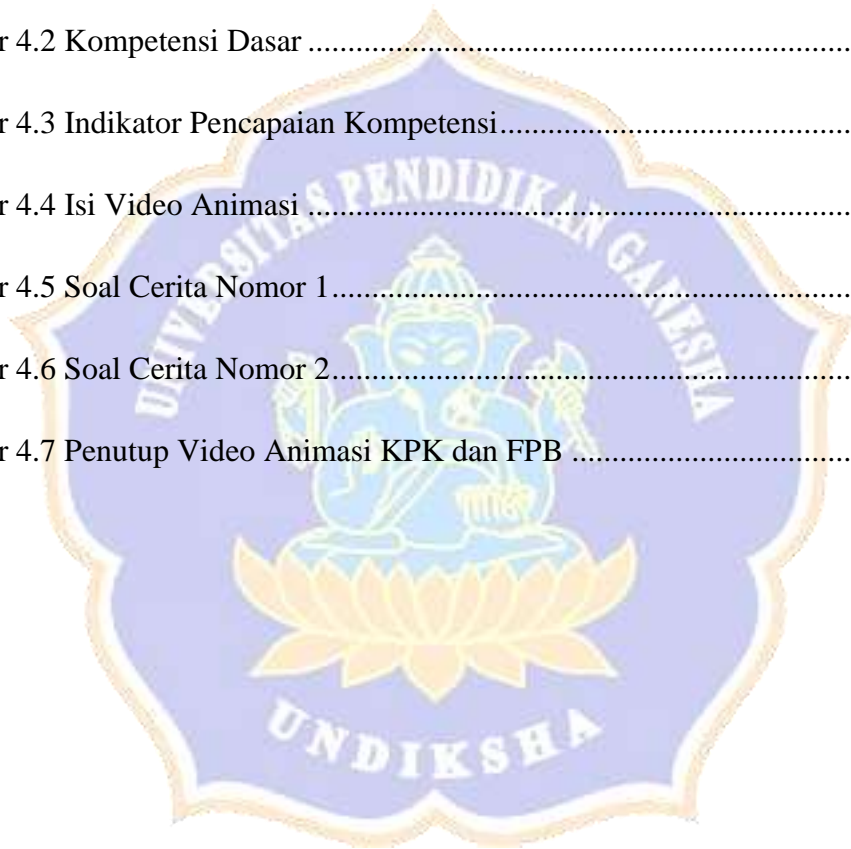 r 4.2 Kompetensi Dasar ....................................................................
r 4.3 Indikator Pencapaian Kompetensi............................................
r 4.4 Isi Video Animasi ....................................................................
r 4.5 Soal Cerita Nomor 1.................................................................
r 4.6 Soal Cerita Nomor 2.................................................................
r 4.7 Penutup Video Animasi KPK dan FPB ...................................
UNIVERSITAS PENDIDIKAN GANESHA
UNDIKSHA